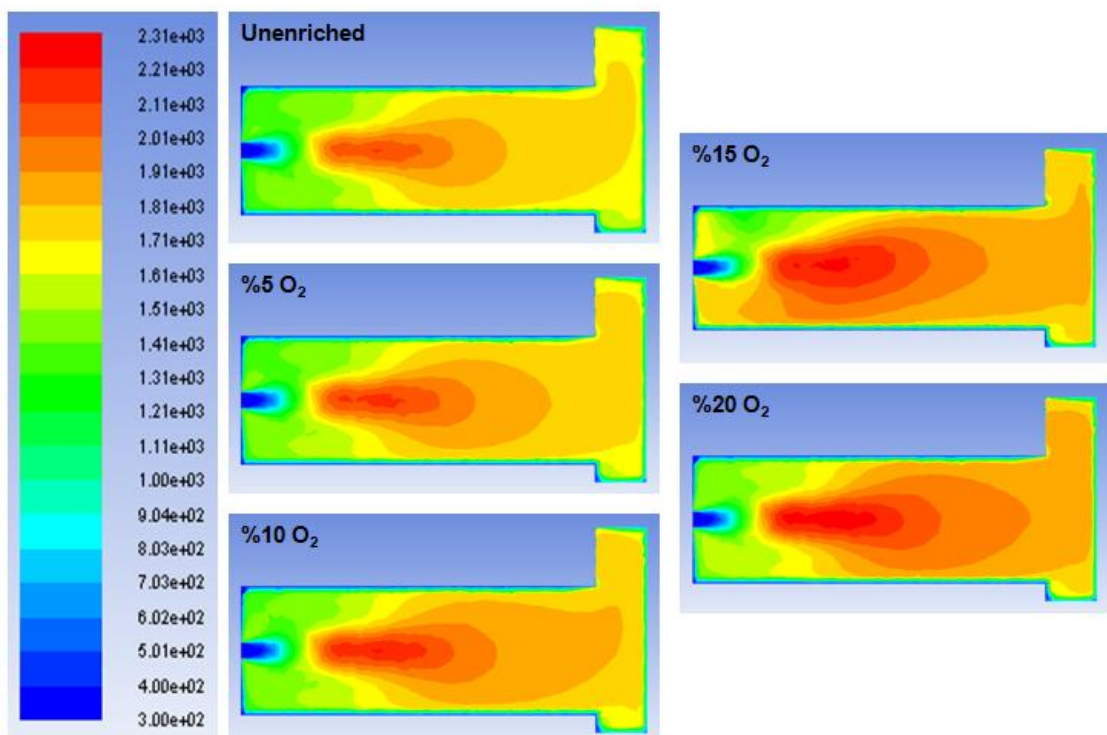 2.31e+03
2.21e+03
2.11e+03
2.01e+03
1.91e+03
1.81e+03
1.71e+03
1.61e+03
1.51e+03
1.41e+03
1.31e+03
1.21e+03
1.11e+03
1.00e+03
9.04e+02
8.03e+02
7.03e+02
6.02e+02
5.01e+02
4.00e+02
3.00e+02
Unenriched
%5 O₂
%10 O₂
%15 O₂
%20 O₂